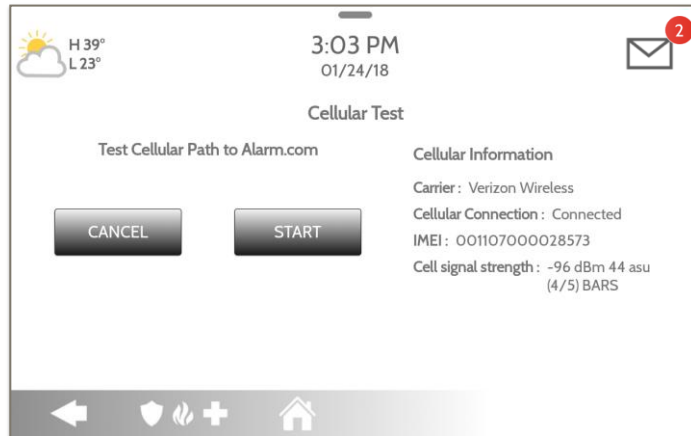 H 39°
L 23°
3:03 PM
01/24/18
2
Cellular Test
Test Cellular Path to Alarm.com
CANCEL
START
Cellular Information
Carrier : Verizon Wireless
Cellular Connection : Connected
IMEI : 001107000028573
Cell signal strength : -96 dBm 44 asu
(4/5) BARS